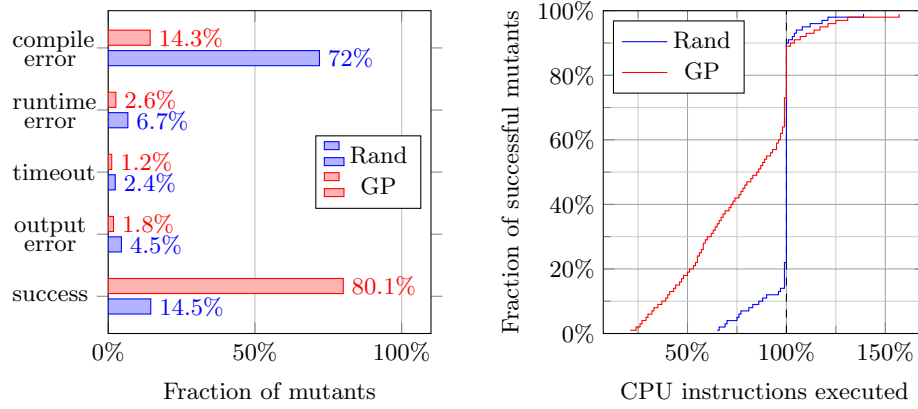 compile
error
14.3%
72%
runtime
error
2.6%
6.7%
timeout
1.2%
2.4%
output
error
1.8%
4.5%
success
80.1%
14.5%
Rand
GP
0%
50%
100%
Fraction of mutants
Fraction of successful mutants
100%
80%
60%
40%
20%
0%
Rand
GP
50%
100%
150%
CPU instructions executed